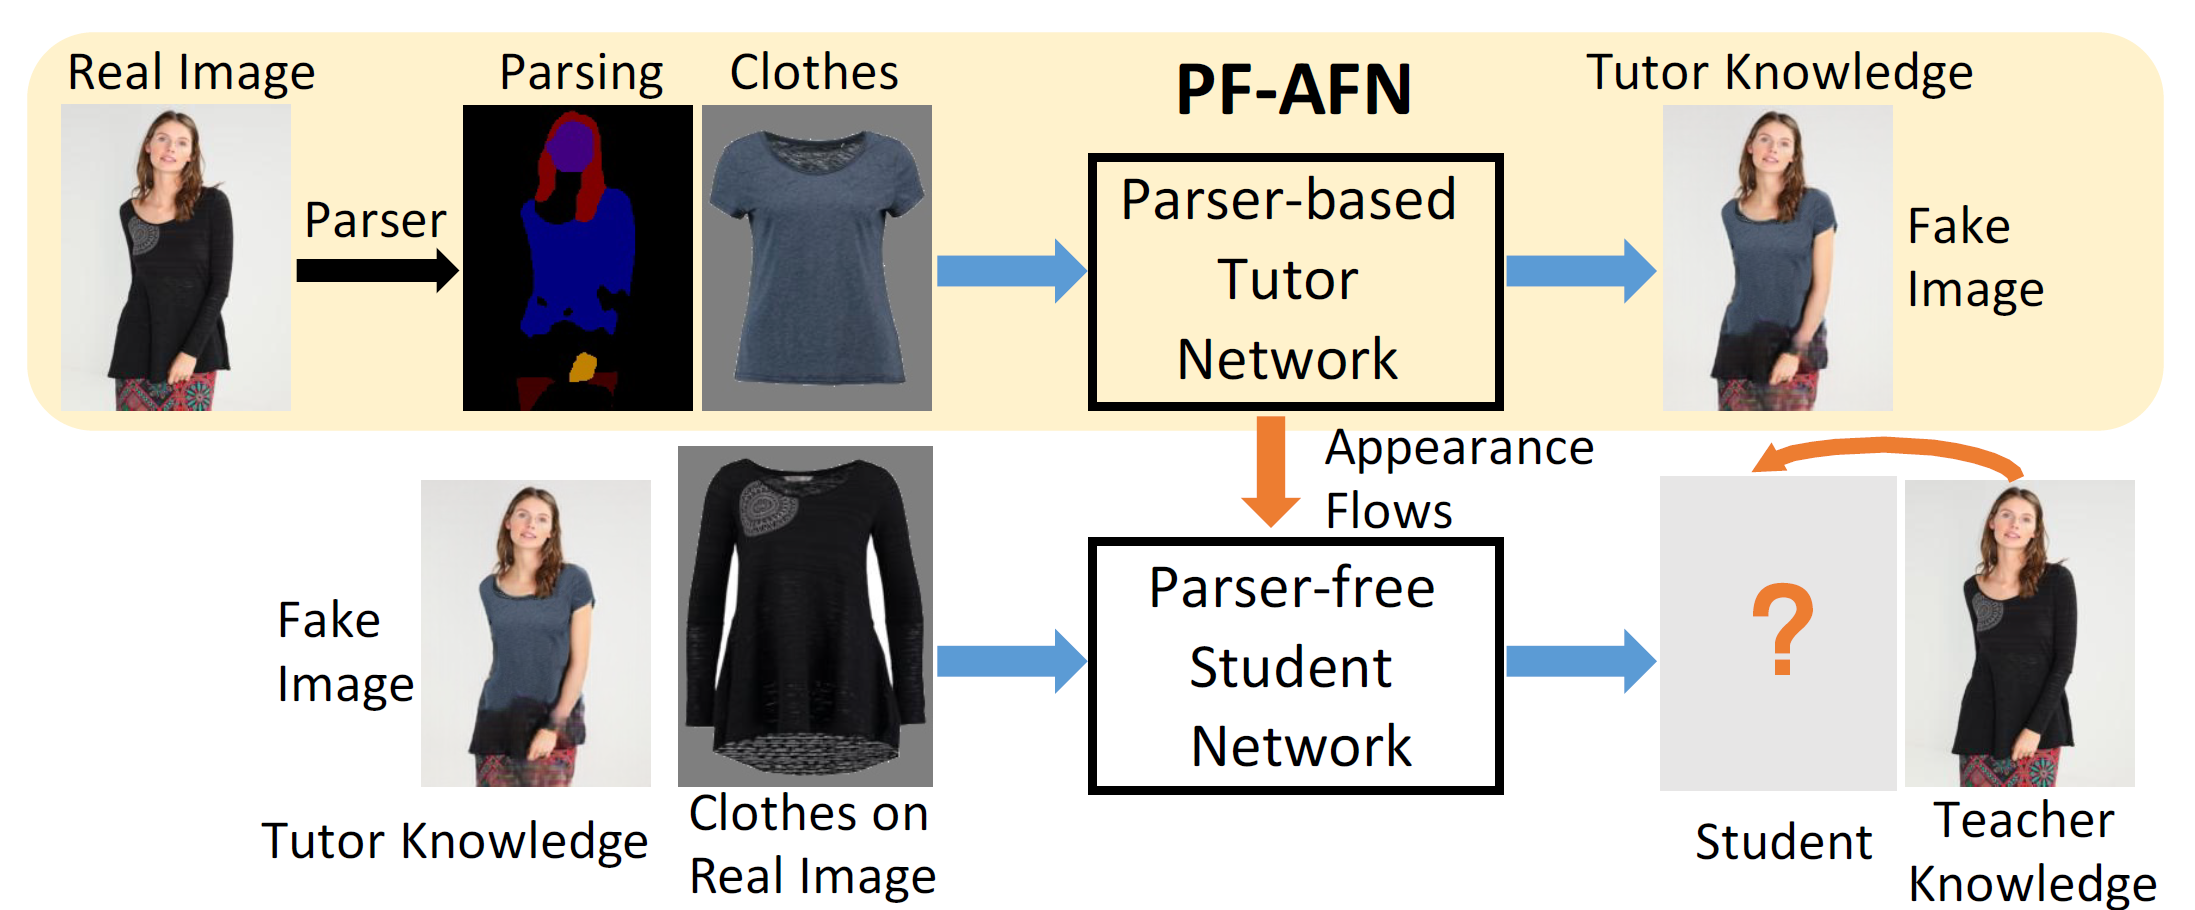 Real Image
Parsing
Clothes
PF-AFN
Tutor Knowledge
Parser
Parser-based
Tutor
Network
Fake
Image
Appearance
Flows
Fake
Image
Tutor Knowledge
Clothes on
Real Image
Parser-free
Student
Network
?
Student
Teacher
Knowledge